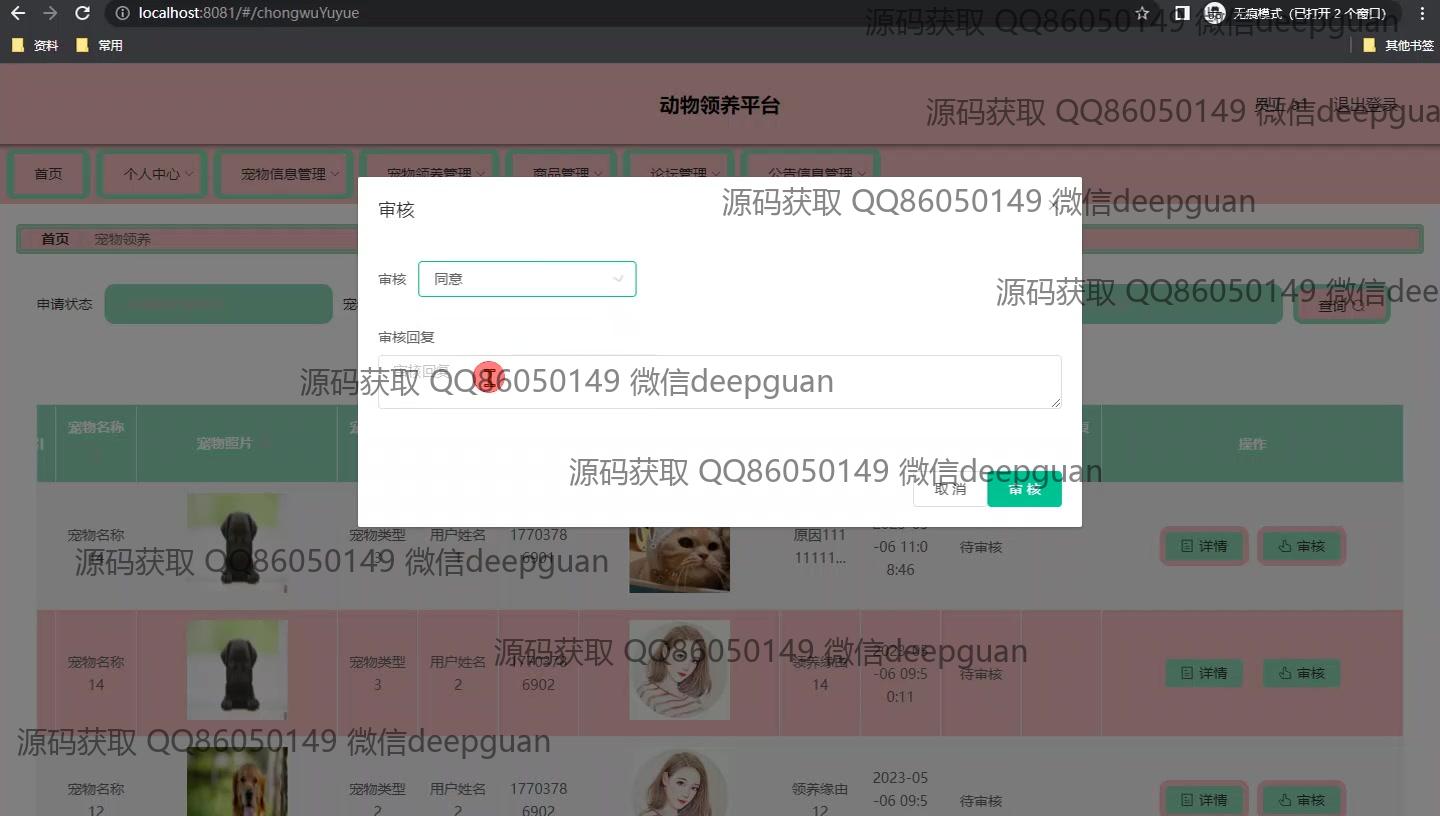 localhost:8081/#/chongwuYuyue
无痕模式（已打开 2 个窗口）
资料 常用 其他书签
源码获取 QQ86050149 微信deepguan
动物领养平台
退出登录
源码获取 QQ86050149 微信deepgua
首页 个人中心 宠物信息管理 宠物领养管理 商品管理 论坛管理 公告信息管理
源码获取 QQ86050149 微信deepguan
审核
首页 宠物领养
审核 同意
源码获取 QQ86050149 微信deep
申请状态 宠 查询
审核回复
审核回复
源码获取 QQ86050149 微信deepguan
宠物名称 宠物照片 操作
源码获取 QQ86050149 微信deepguan
取消 审核
宠物名称 宠物类型 用户姓名 1770378
6901
原因111
11111...
-06 11:0
8:46
待审核 详情 审核
源码获取 QQ86050149 微信deepguan
宠物名称
14
宠物类型
3
用户姓名
2
1770378
6902
领养缘由
14
2023-05
-06 09:5
0:11
待审核 详情 审核
源码获取 QQ86050149 微信deepguan
源码获取 QQ86050149 微信deepguan
宠物名称
12
宠物类型
2
用户姓名
2
1770378
6902
领养缘由
12
2023-05
-06 09:5
待审核 详情 审核